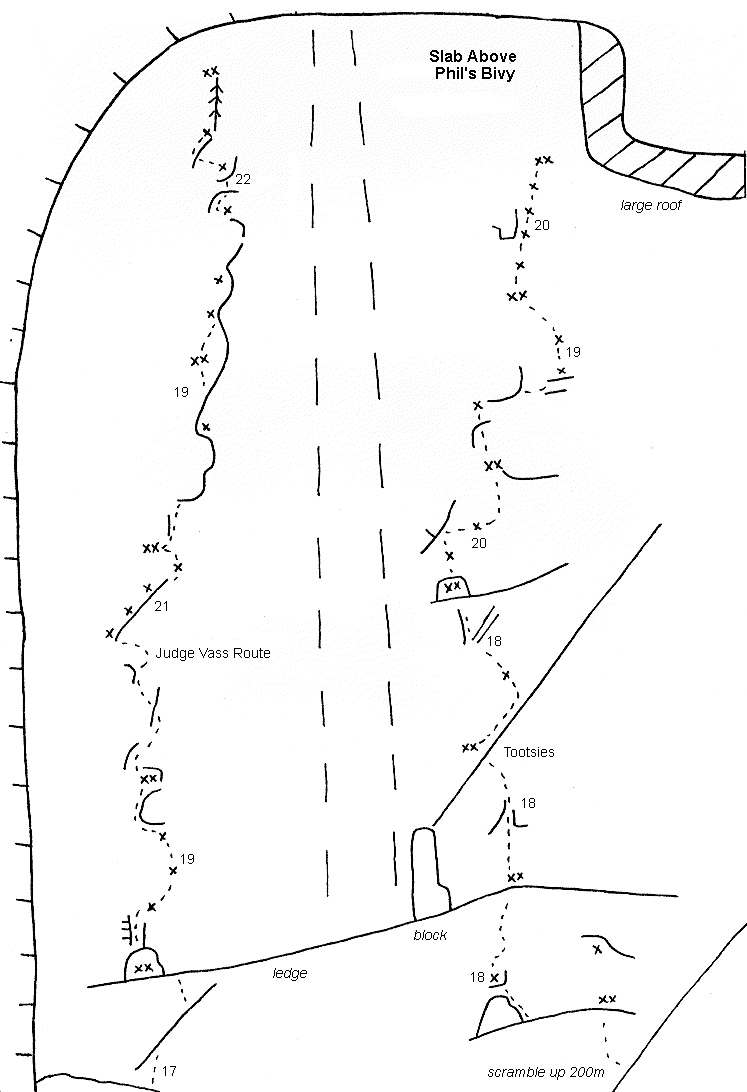 Slab Above
Phil's Bivy
22
large roof
20
19
19
20
21
18
Judge Vass Route
Tootsies
18
19
block
ledge
18
17
scramble up 200m